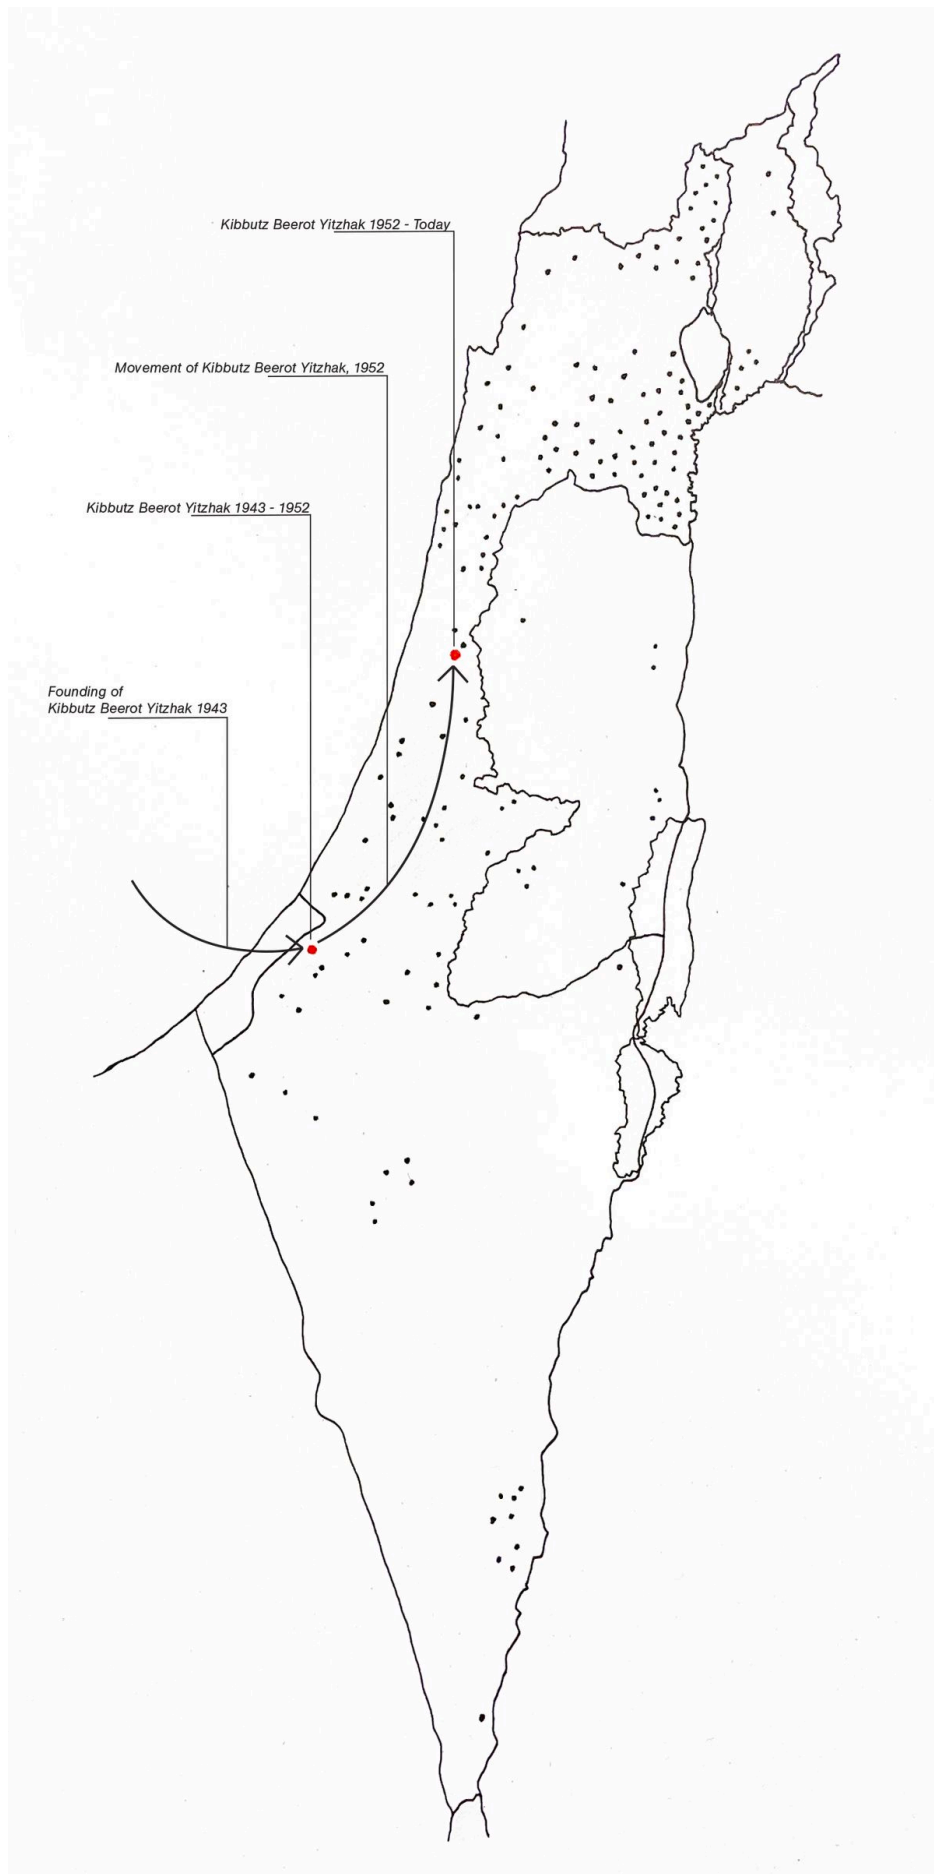 Kibbutz Beerot Yitzhak 1952 - Today
Movement of Kibbutz Beerot Yitzhak, 1952
Kibbutz Beerot Yitzhak 1943 - 1952
Founding of
Kibbutz Beerot Yitzhak 1943